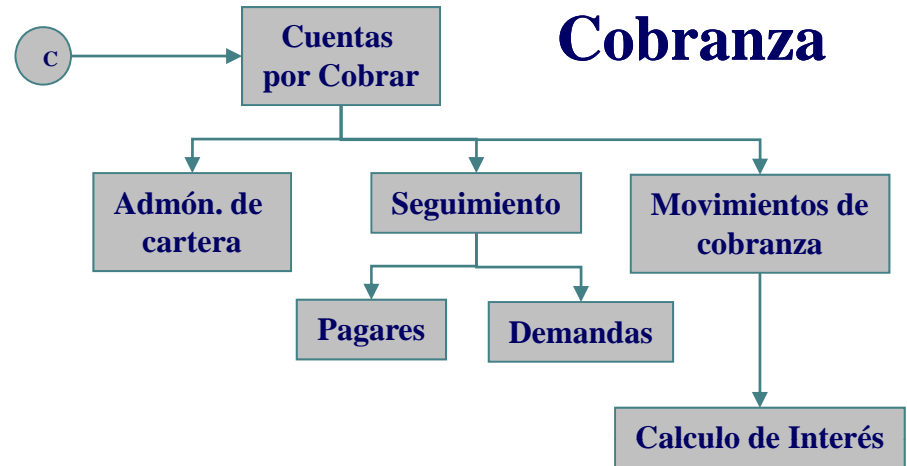 Cobranza
C
Cuentas
por Cobrar
Admón. de
cartera
Seguimiento
Movimientos de
cobranza
Pagares
Demandas
Calculo de Interés